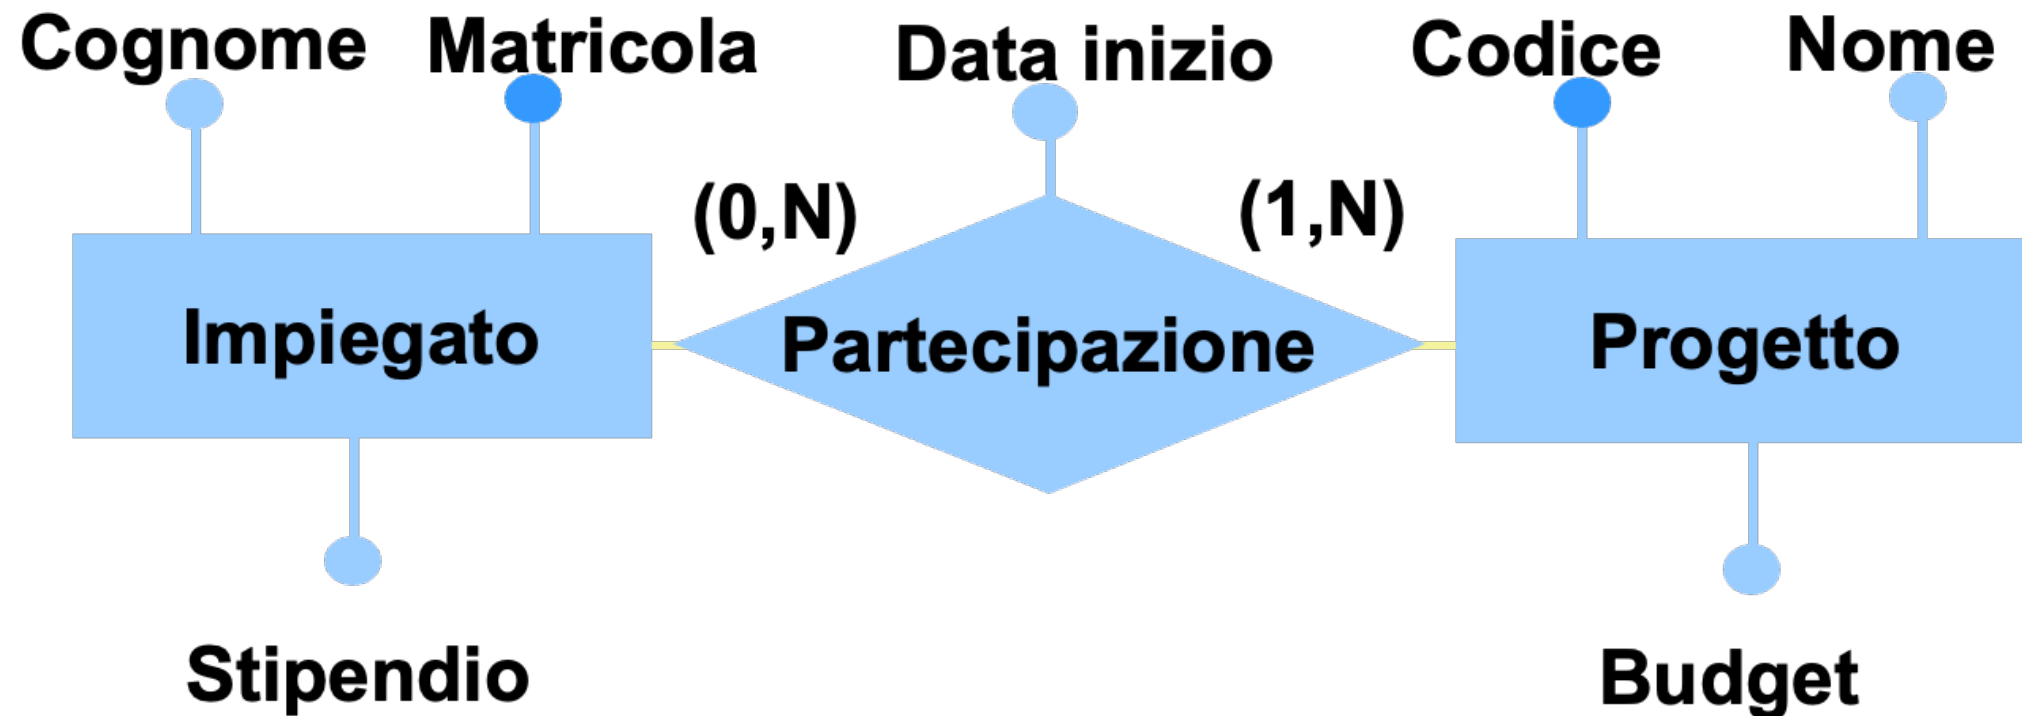 Cognome Matricola Data inizio Codice Nome
(0,N) (1,N)
Impiegato Partecipazione Progetto
Stipendio Budget